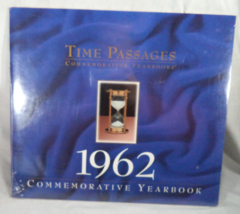 TIME PASSAGES
COMMEMORATIVE YEARBOOK
1962
COMMEMORATIVE YEARBOOK